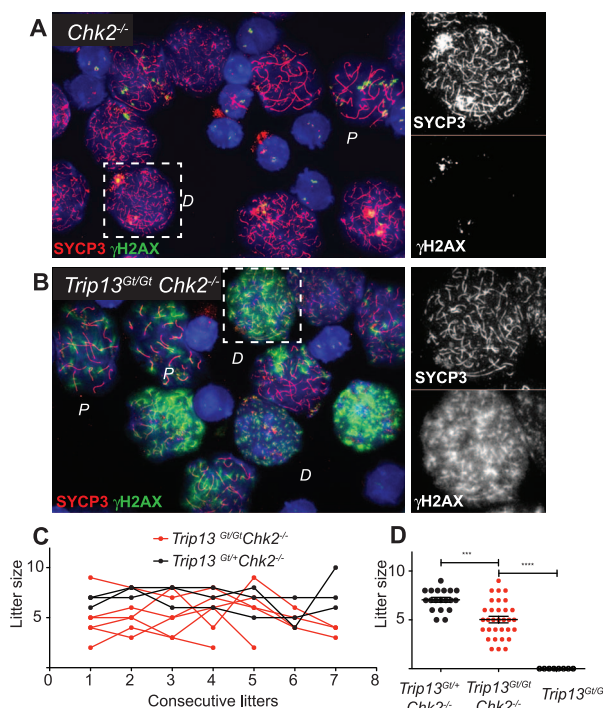 A Chk2-/-
P
D
SYCP3 γH2AX
SYCP3
γH2AX
B Trip13Gt/Gt Chk2-/-
D
P
P
D
SYCP3 γH2AX
SYCP3
γH2AX
C
Trip13 Gt/GtChk2-/-
Trip13 Gt/+Chk2-/-
Litter size
10
5
0 1 2 3 4 5 6 7 8
Consecutive litters
D
*** ****
Litter size
10
5
0
Trip13Gt/+ Trip13Gt/Gt Trip13Gt/G
Chk2-/- Chk2-/-